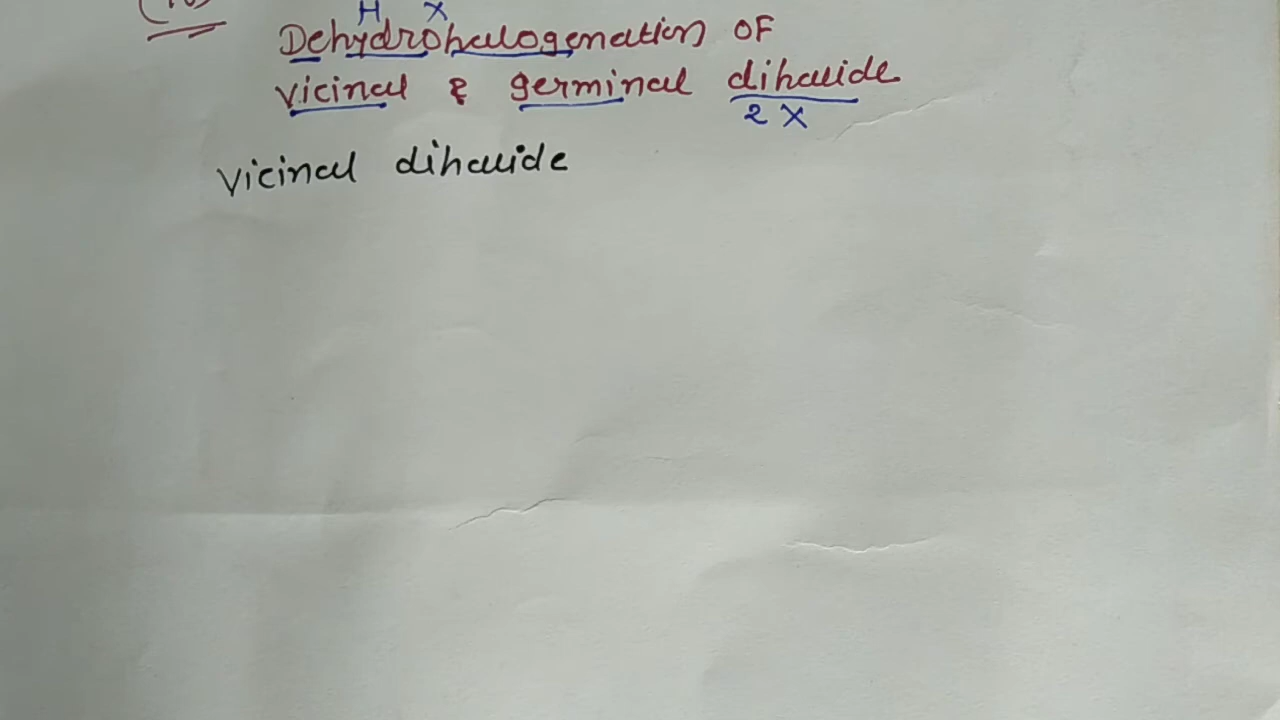 H X
Dehydrohalogenation OF
vicinal & germinal dihalide
2 X
vicinal dihalide